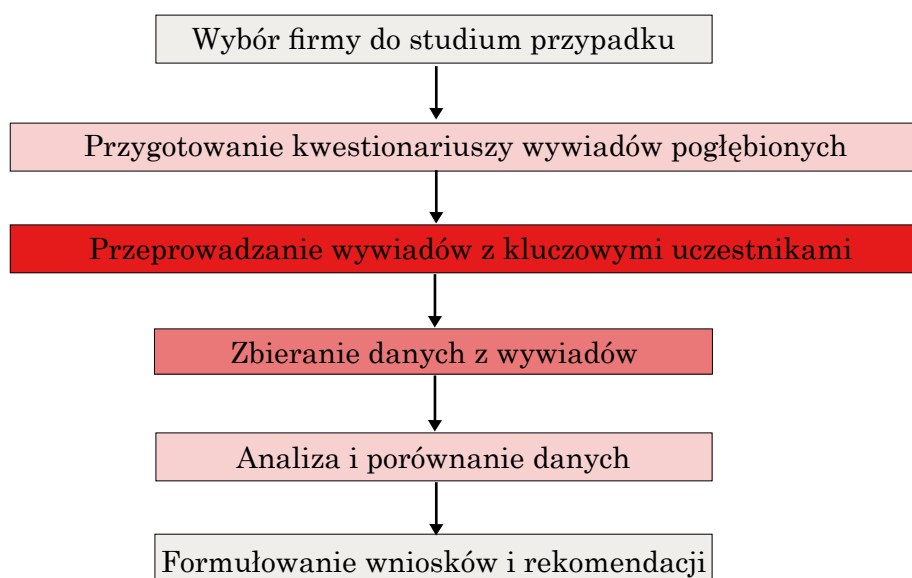 Wybór firmy do studium przypadku
Przygotowanie kwestionariuszy wywiadów pogłębionych
Przeprowadzanie wywiadów z kluczowymi uczestnikami
Zbieranie danych z wywiadów
Analiza i porównanie danych
Formułowanie wniosków i rekomendacji